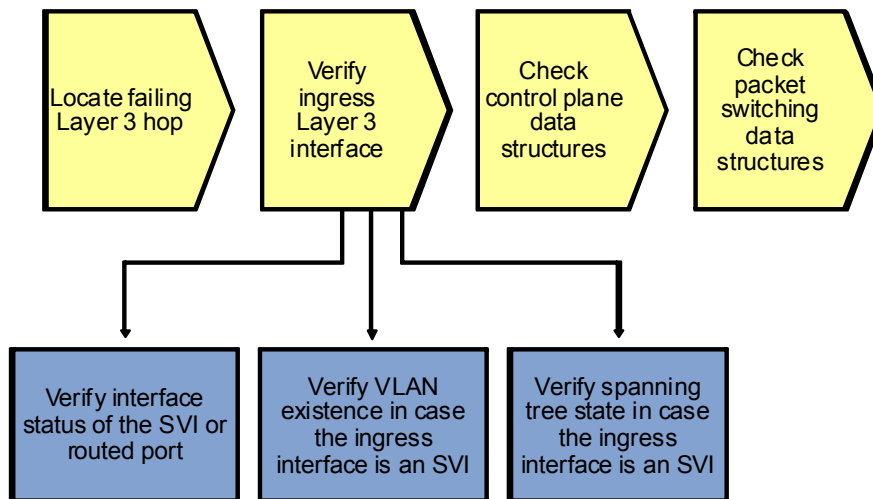 Locate failing
Layer 3 hop
Verify
ingress
Layer 3
interface
Check
control plane
data
structures
Check
packet
switching
data
structures
Verify interface
status of the SVI or
routed port
Verify VLAN
existence in case
the ingress
interface is an SVI
Verify spanning
tree state in case
the ingress
interface is an SVI